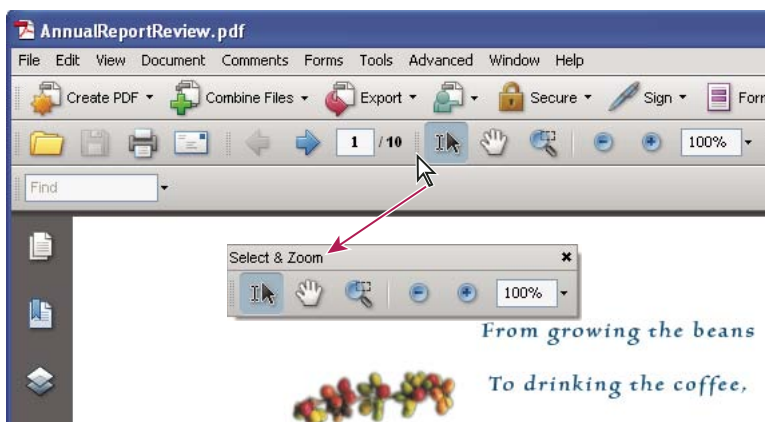 AnnualReportReview.pdf
File Edit View Document Comments Forms Tools Advanced Window Help
Create PDF Combine Files Export Secure Sign Form
1 / 10 100%
Find
Select & Zoom
100%
From growing the beans
To drinking the coffee,